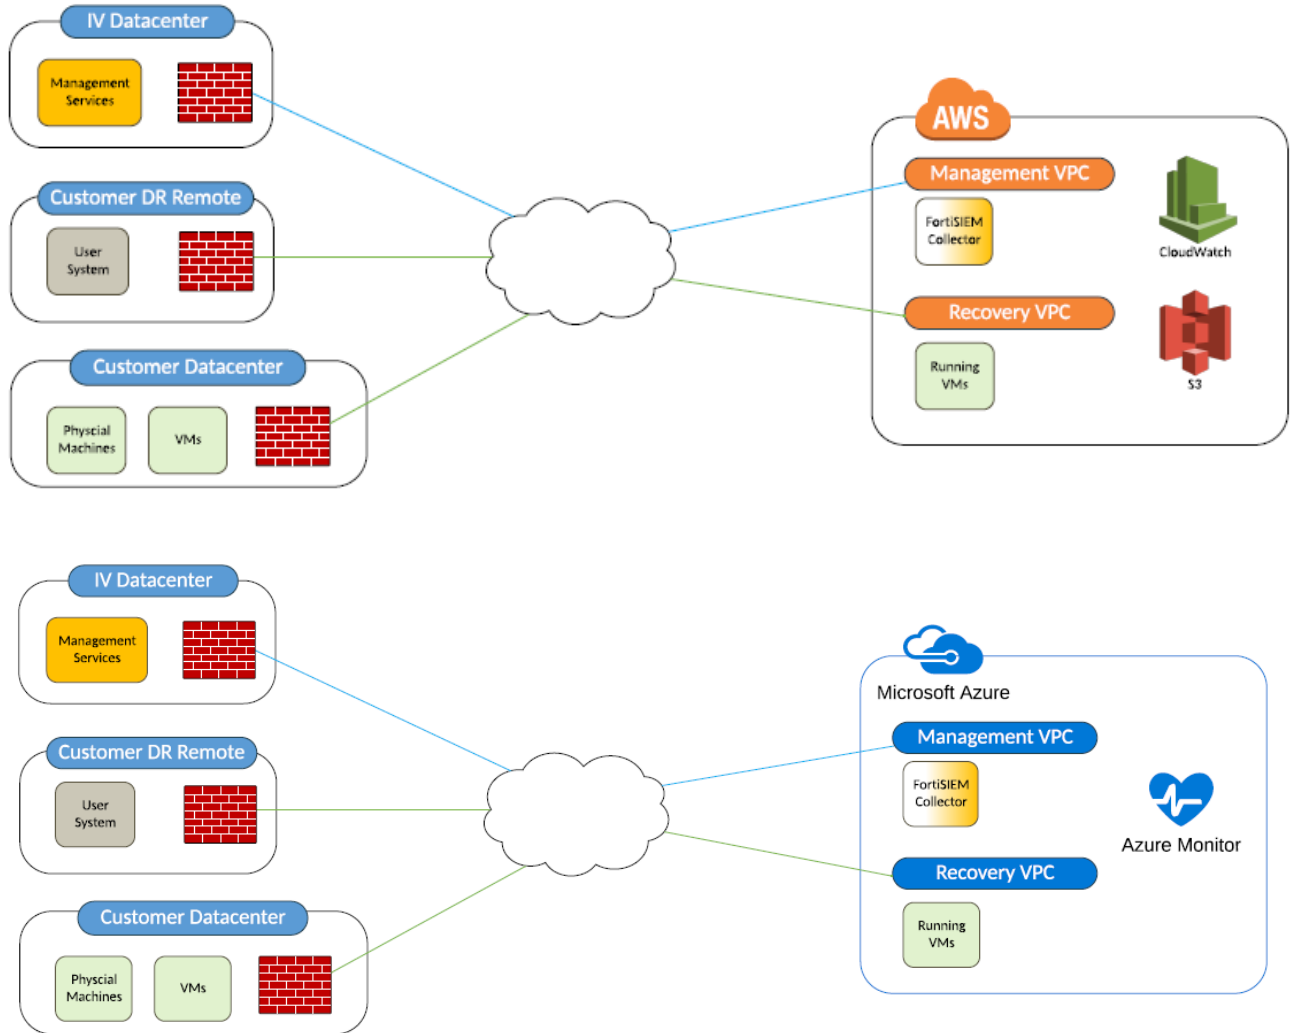 IV Datacenter
Management
Services
Customer DR Remote
User
System
Customer Datacenter
Physcial
Machines
VMs
AWS
Management VPC
FortiSIEM
Collector
CloudWatch
Recovery VPC
Running
VMs
S3
IV Datacenter
Management
Services
Customer DR Remote
User
System
Customer Datacenter
Physcial
Machines
VMs
Microsoft Azure
Management VPC
FortiSIEM
Collector
Azure Monitor
Recovery VPC
Running
VMs